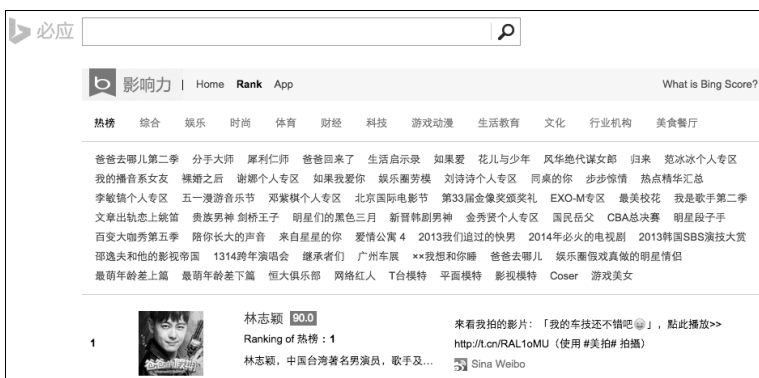 必应
影响力 | Home Rank App What is Bing Score?
热榜 综合 娱乐 时尚 体育 财经 科技 游戏动漫 生活教育 文化 行业机构 美食餐厅
爸爸去哪儿第二季 分手大师 犀利仁师 爸爸回来了 生活启示录 如果爱 花儿与少年 风华绝代谋女郎 归来 范冰冰个人专区
我的播音系女友 裸婚之后 谢娜个人专区 如果我爱你 娱乐圈劳模 刘诗诗个人专区 同桌的你 步步惊情 热点精华汇总
李敏镐个人专区 五一漫游音乐节 邓紫棋个人专区 北京国际电影节 第33届金像奖颁奖礼 EXO-M专区 最美校花 我是歌手第二季
文章出轨恋上姚笛 贵族男神 剑桥王子 明星们的黑色三月 新晋韩剧男神 金秀贤个人专区 国民岳父 CBA总决赛 明星段子手
百变大咖秀第五季 陪你长大的声音 来自星星的你 爱情公寓 4 2013我们追过的快男 2014年必火的电视剧 2013韩国SBS演技大赏
邵逸夫和他的影视帝国 1314跨年演唱会 继承者们 广州车展 ××我想和你睡 爸爸去哪儿 娱乐圈假戏真做的明星情侣
最萌年龄差上篇 最萌年龄差下篇 恒大俱乐部 网络红人 T台模特 平面模特 影视模特 Coser 游戏美女
1
林志颖 90.0
Ranking of 热榜：1
林志颖，中国台湾著名男演员，歌手及...
來看我拍的影片：「我的车技还不错吧」，點此播放>>
http://t.cn/RAL1oMU（使用 #美拍# 拍攝）
Sina Weibo